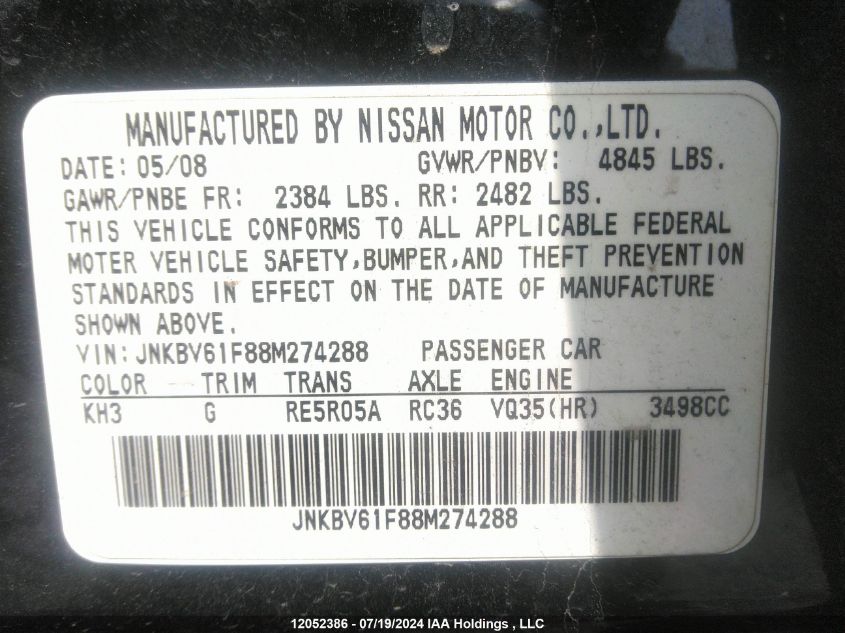 MANUFACTURED BY NISSAN MOTOR CO.,LTD.
DATE: 05/08 GVWR/PNBV: 4845 LBS.
GAWR/PNBE FR: 2384 LBS. RR: 2482 LBS.
THIS VEHICLE CONFORMS TO ALL APPLICABLE FEDERAL
MOTER VEHICLE SAFETY,BUMPER,AND THEFT PREVENTION
STANDARDS IN EFFECT ON THE DATE OF MANUFACTURE
SHOWN ABOVE.
VIN: JNKBV61F88M274288 PASSENGER CAR
COLOR TRIM TRANS AXLE ENGINE
KH3 G RE5R05A RC36 VQ35(HR) 3498CC
JNKBV61F88M274288
12052386 - 07/19/2024 IAA Holdings , LLC